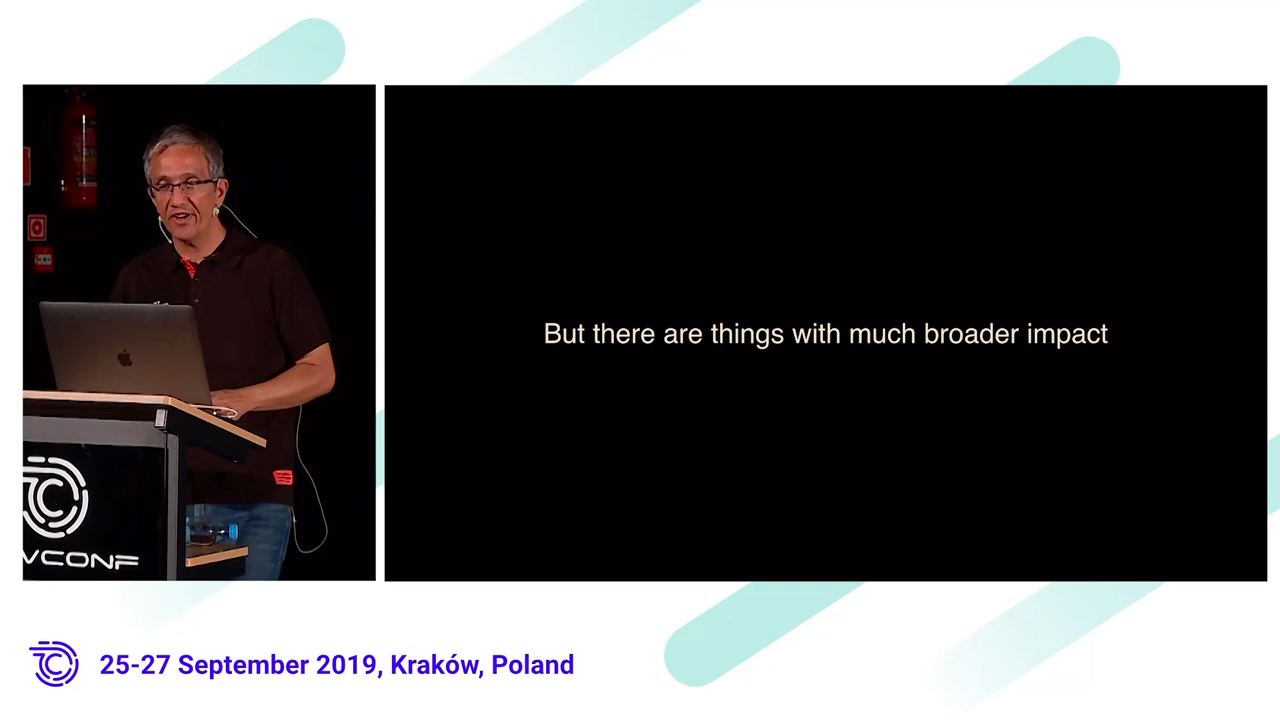 But there are things with much broader impact
VCONF
25-27 September 2019, Kraków, Poland